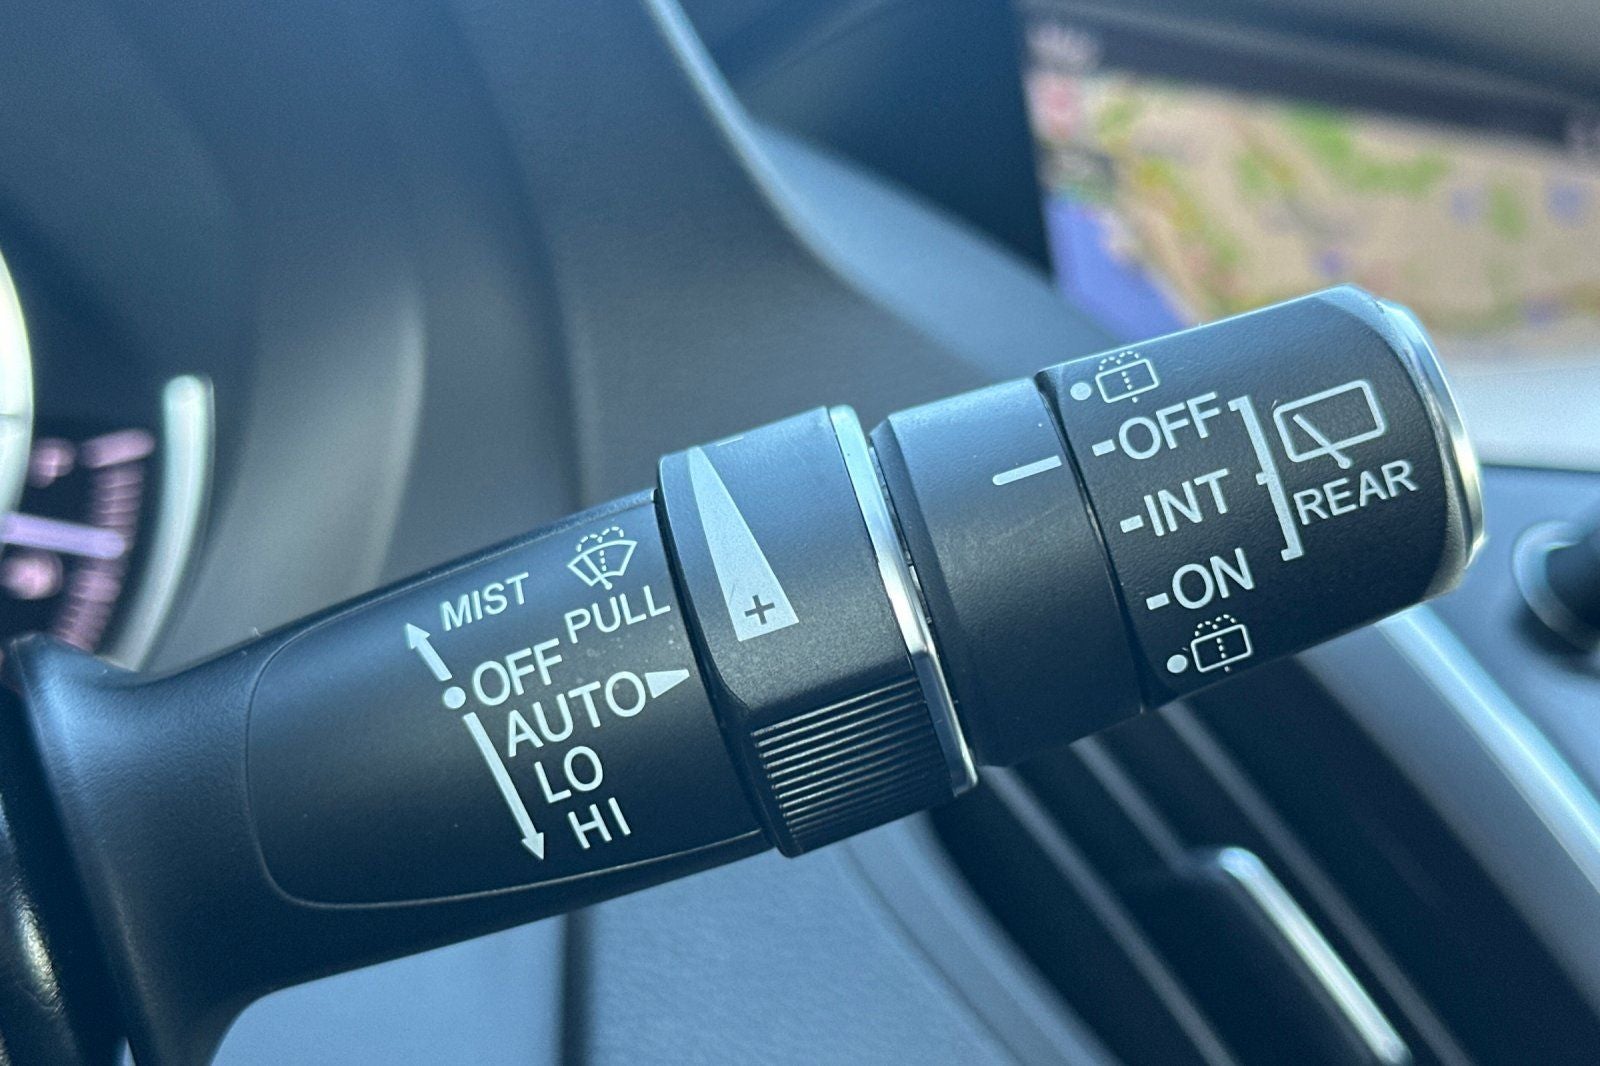 MIST
PULL
OFF
AUTO
LO
HI
+
-OFF
-INT
-ON
REAR